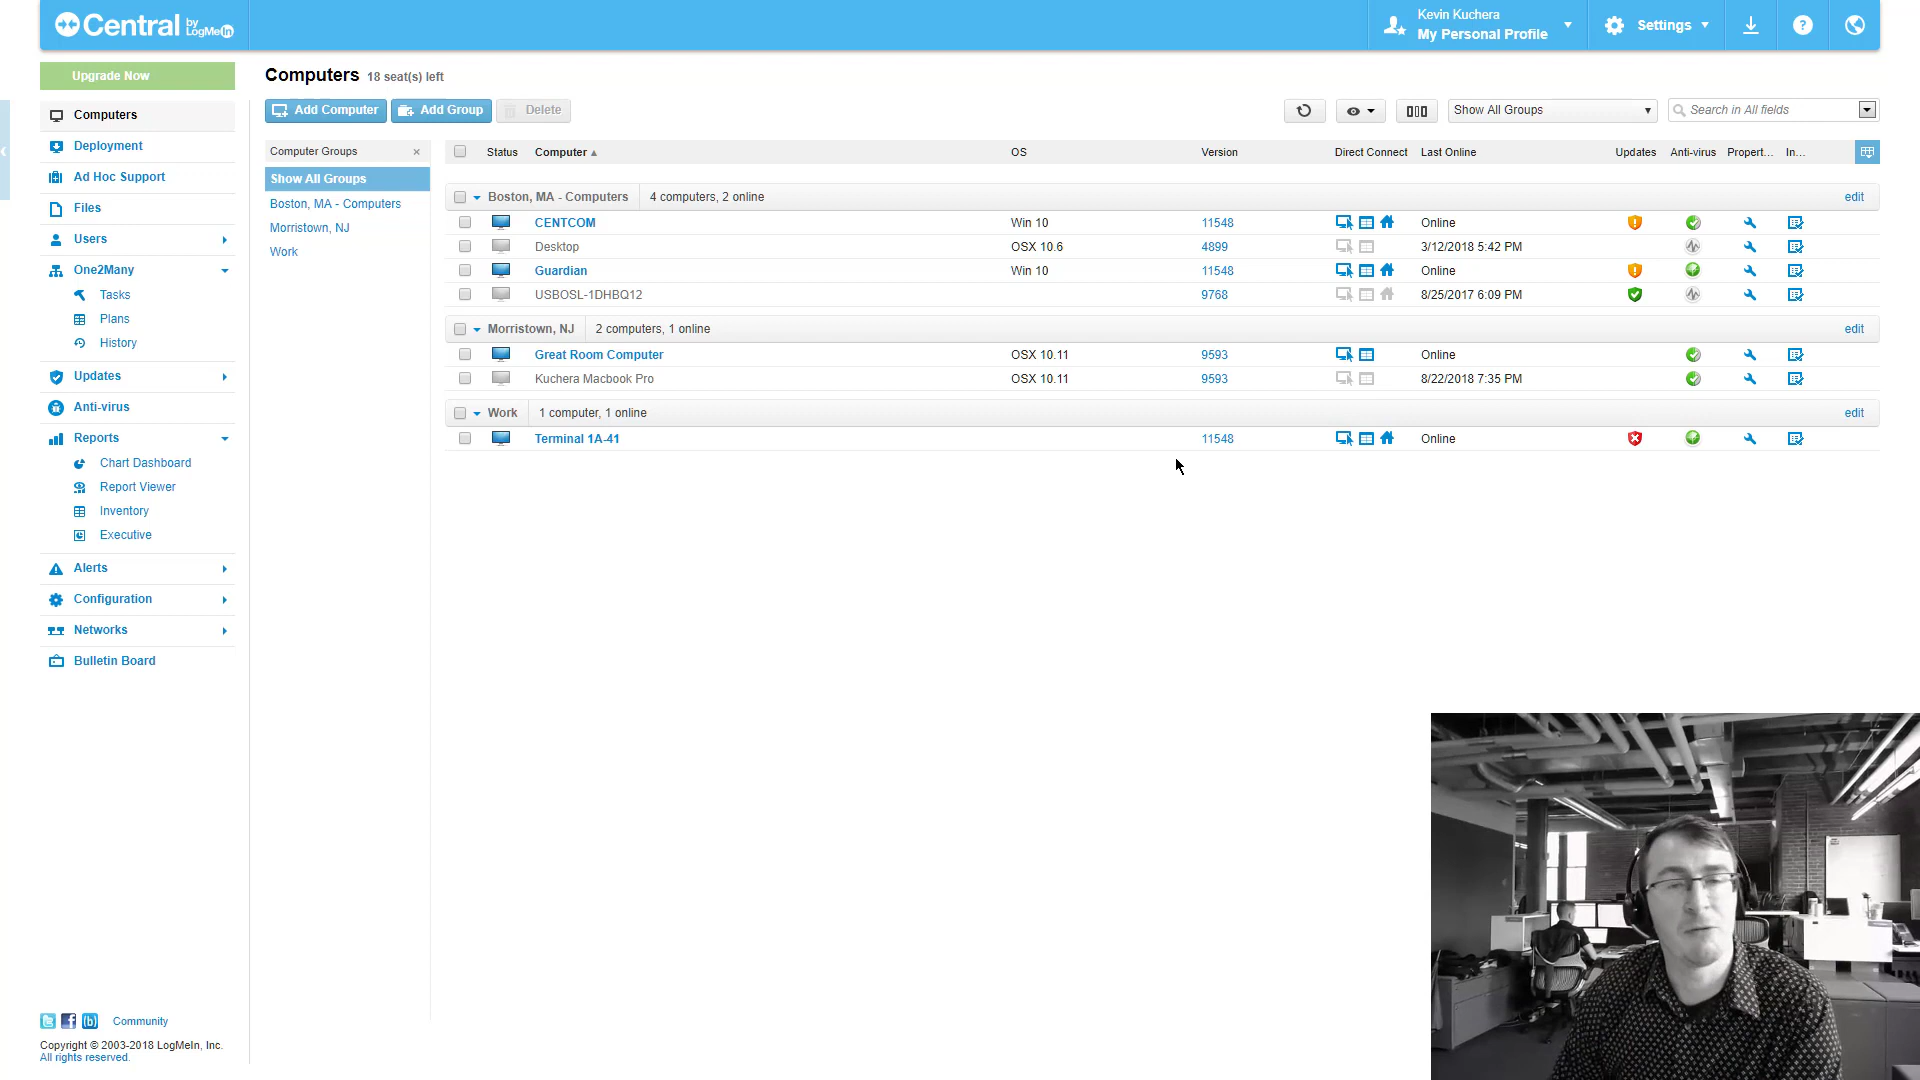 Central by LogMeIn
Kevin Kuchera
My Personal Profile
Settings
Upgrade Now
Computers
Deployment
Ad Hoc Support
Files
Users
One2Many
Tasks
Plans
History
Updates
Anti-virus
Reports
Chart Dashboard
Report Viewer
Inventory
Executive
Alerts
Configuration
Networks
Bulletin Board
Community
Copyright © 2003-2018 LogMeIn, Inc.
All rights reserved.
Computers 18 seat(s) left
Add Computer Add Group Delete
Show All Groups
Search in All fields
Computer Groups ×
Show All Groups
Boston, MA - Computers
Morristown, NJ
Work
Status Computer OS Version Direct Connect Last Online Updates Anti-virus Propert... In...
Boston, MA - Computers 4 computers, 2 online edit
CENTCOM Win 10 11548 Online
Desktop OSX 10.6 4899 3/12/2018 5:42 PM
Guardian Win 10 11548 Online
USBOSL-1DHBQ12 9768 8/25/2017 6:09 PM
Morristown, NJ 2 computers, 1 online edit
Great Room Computer OSX 10.11 9593 Online
Kuchera Macbook Pro OSX 10.11 9593 8/22/2018 7:35 PM
Work 1 computer, 1 online edit
Terminal 1A-41 11548 Online